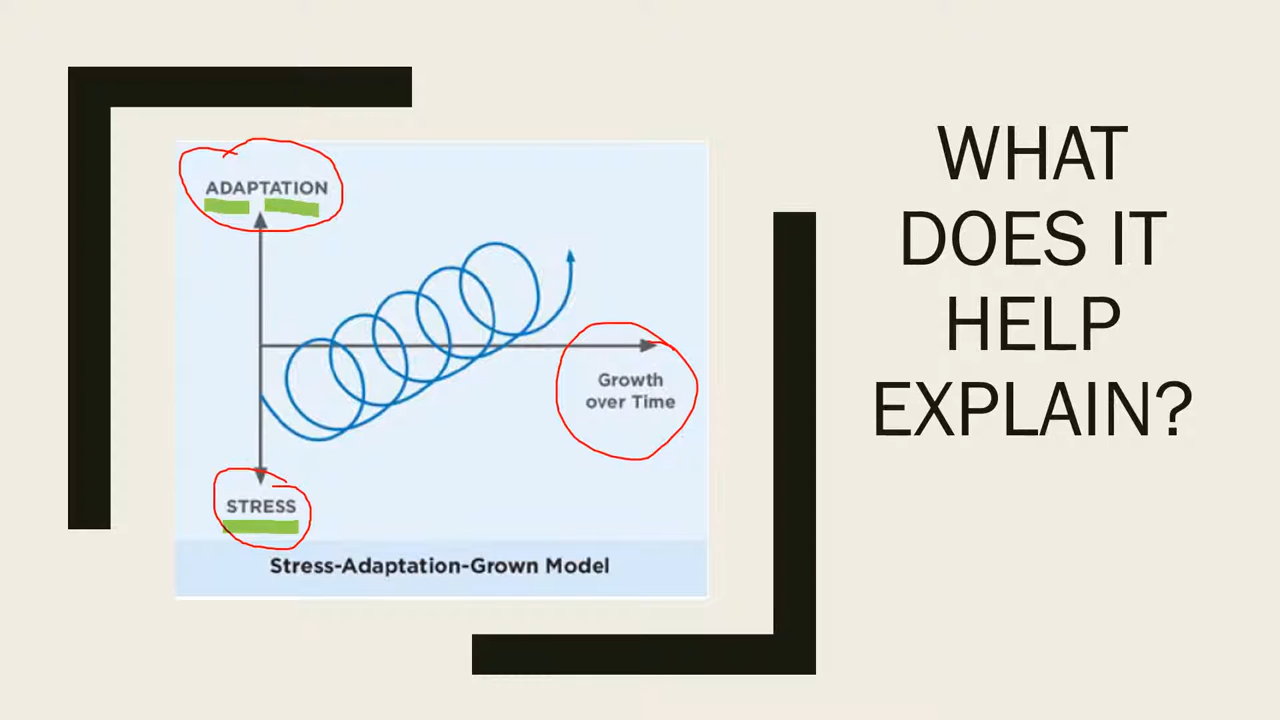 ADAPTATION
Growth
over Time
STRESS
Stress-Adaptation-Grown Model
WHAT
DOES IT
HELP
EXPLAIN?